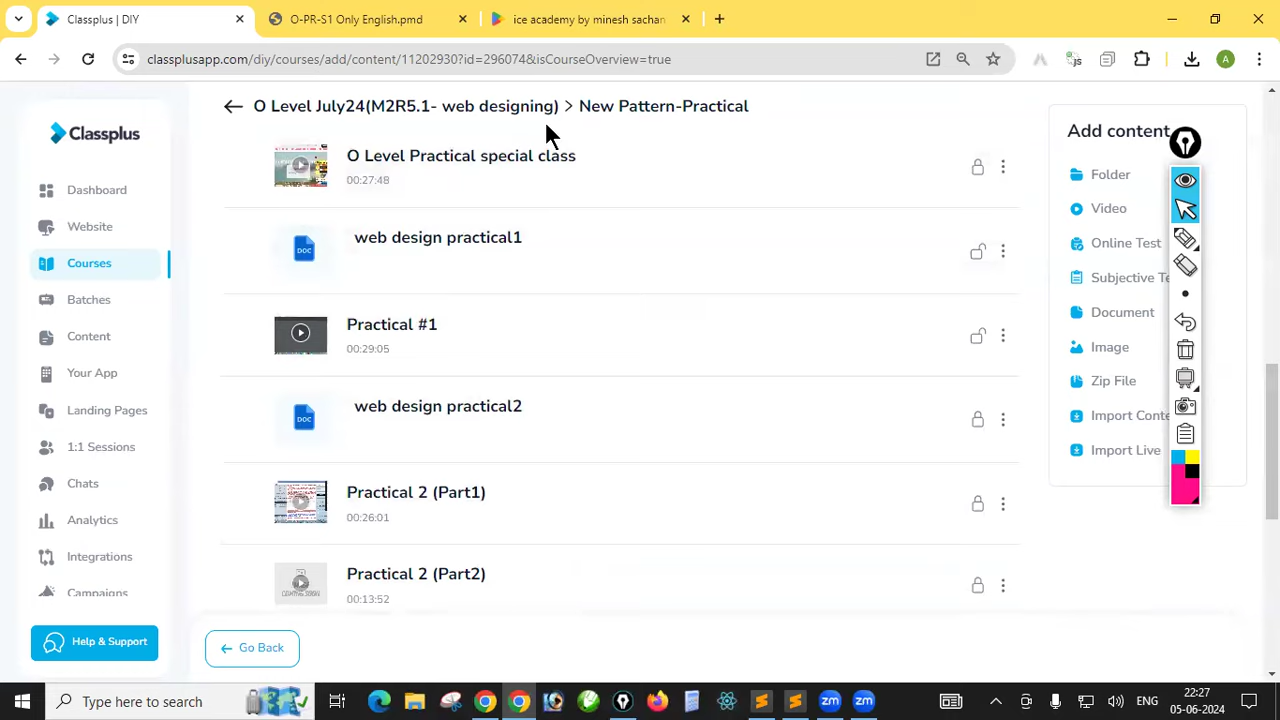 Classplus | DIY
O-PR-S1 Only English.pmd
ice academy by minesh sachan
classplusapp.com/diy/courses/add/content/11202930?id=296074&isCourseOverview=true
A
Classplus
Dashboard
Website
Courses
Batches
Content
Your App
Landing Pages
1:1 Sessions
Chats
Analytics
Integrations
Campaigns
Help & Support
O Level July24(M2R5.1- web designing) > New Pattern-Practical
O Level Practical special class
00:27:48
DOC
web design practical1
Practical #1
00:29:05
DOC
web design practical2
Practical 2 (Part1)
00:26:01
Practical 2 (Part2)
00:13:52
Go Back
Add content
Folder
Video
Online Test
Subjective Te
Document
Image
Zip File
Import Conte
Import Live
Type here to search
zm
zm
ENG
22:27
05-06-2024